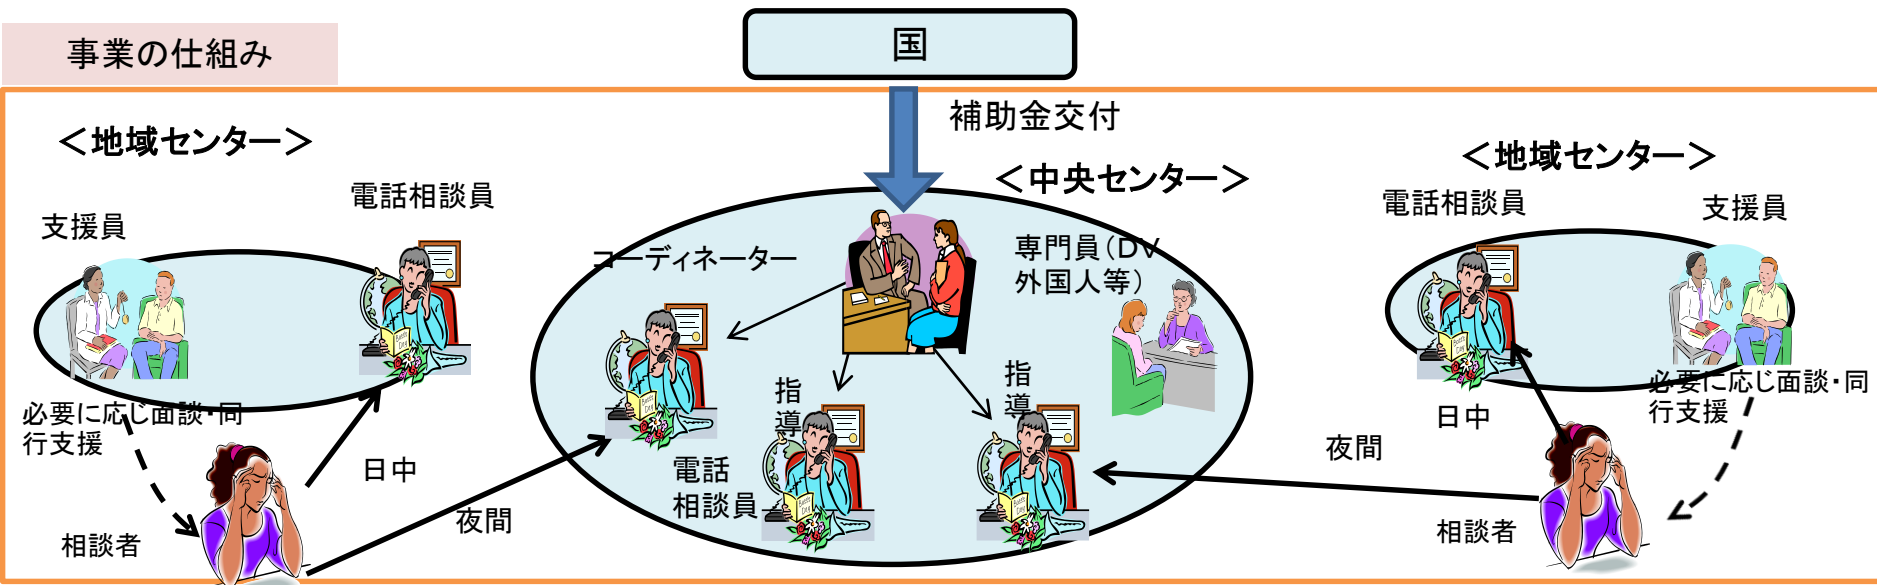 事業の仕組み
国
補助金交付
＜地域センター＞
電話相談員
支援員
必要に応じ面談・同
行支援
日中
夜間
相談者
＜中央センター＞
コーディネーター
専門員（DV
外国人等）
指
導
指
導
電話
相談員
＜地域センター＞
電話相談員
支援員
必要に応じ面談・同
行支援
日中
夜間
相談者